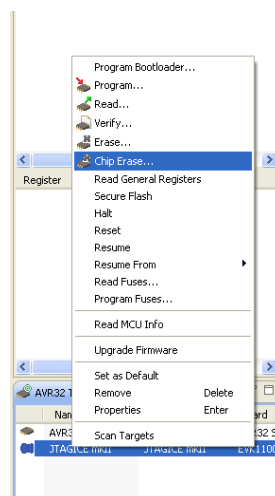 Program Bootloader...
Program...
Read...
Verify...
Erase...
Chip Erase...
Read General Registers
Register
Secure Flash
Halt
Reset
Resume
Resume From
Read Fuses...
Program Fuses...
Read MCU Info
Upgrade Firmware
Set as Default
AVR32 T
Remove Delete
Properties Enter
Scan Targets
JTAGICE mkII JTAGICE mkII EVK1100